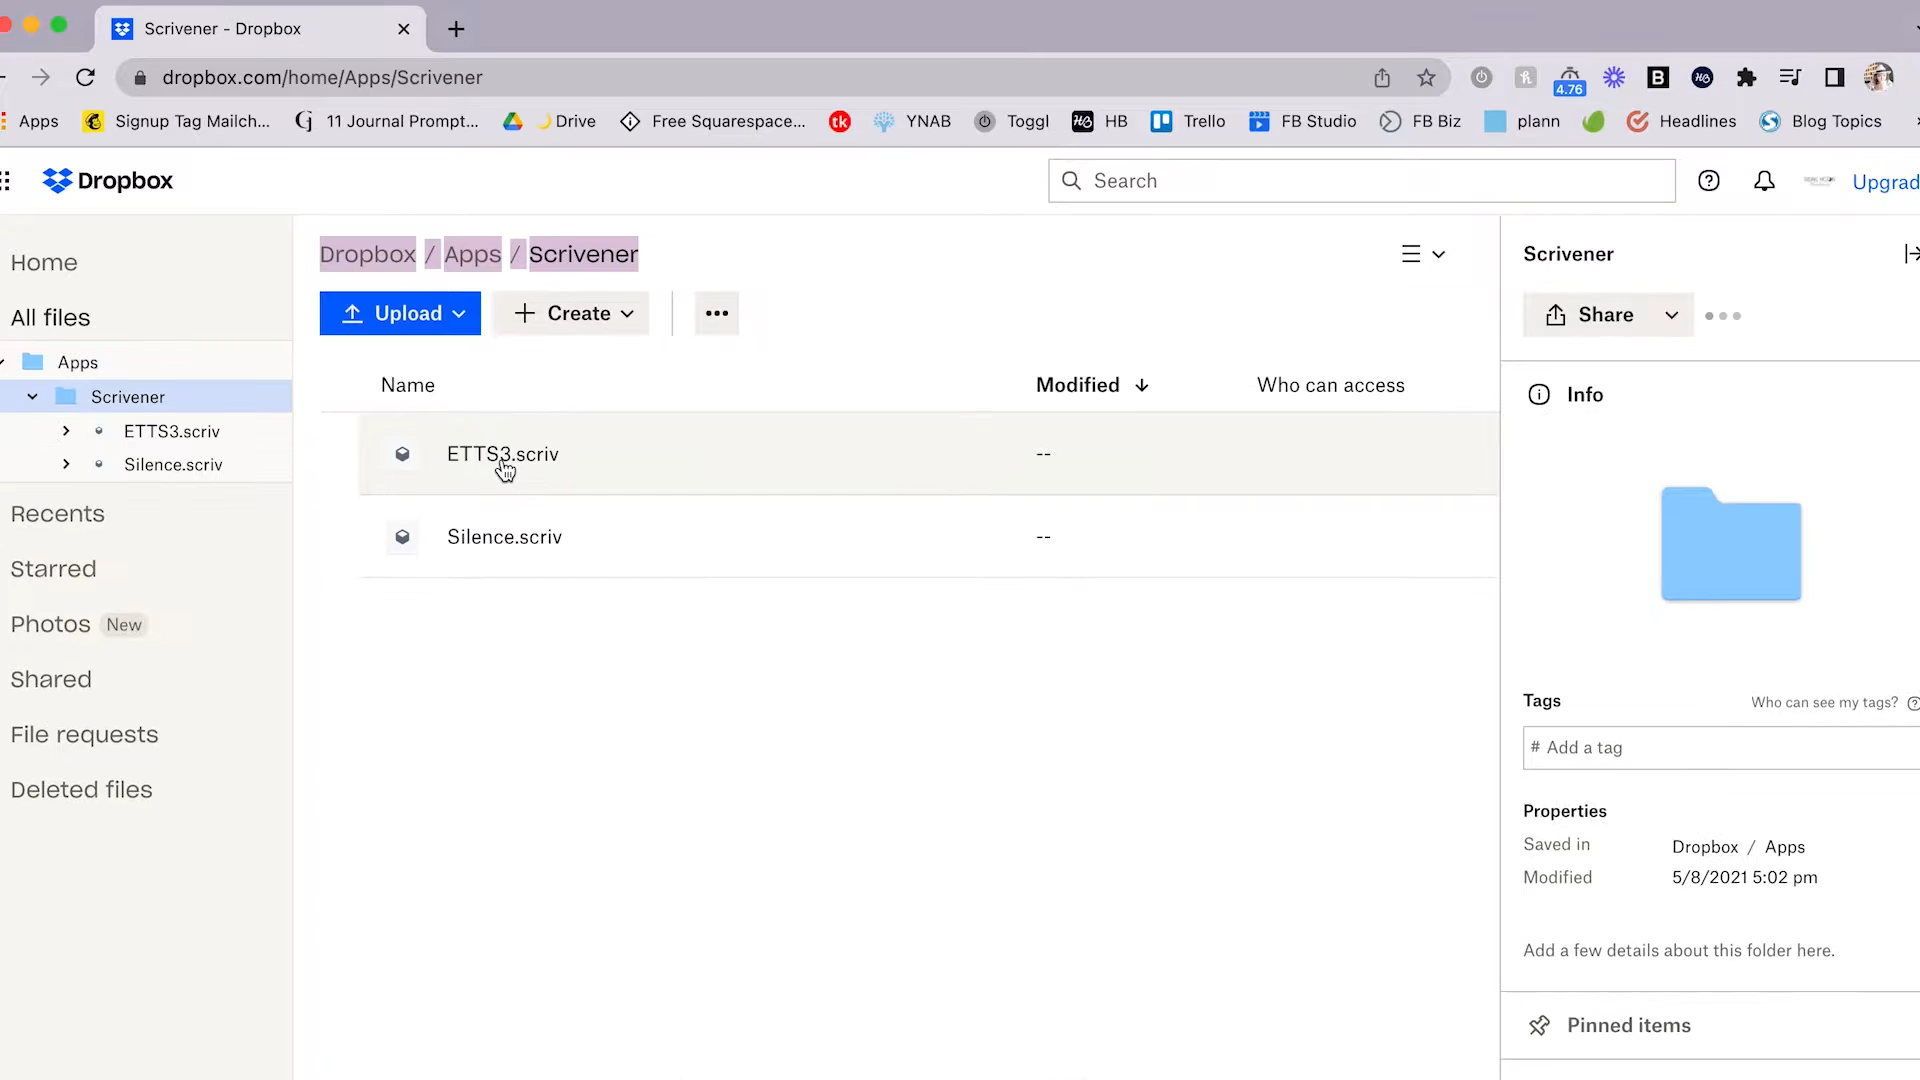 Scrivener - Dropbox
dropbox.com/home/Apps/Scrivener
4.76
B
Apps
Signup Tag Mailch...
11 Journal Prompt...
Drive
Free Squarespace...
tk
YNAB
Toggl
HB
Trello
FB Studio
FB Biz
plann
Headlines
Blog Topics
Dropbox
Search
Upgrad
Home
All files
Apps
Scrivener
ETTS3.scriv
Silence.scriv
Recents
Starred
Photos New
Shared
File requests
Deleted files
Dropbox / Apps / Scrivener
Upload
Create
Name Modified Who can access
ETTS3.scriv --
Silence.scriv --
Scrivener
Share
Info
Tags Who can see my tags?
# Add a tag
Properties
Saved in Dropbox / Apps
Modified 5/8/2021 5:02 pm
Add a few details about this folder here.
Pinned items